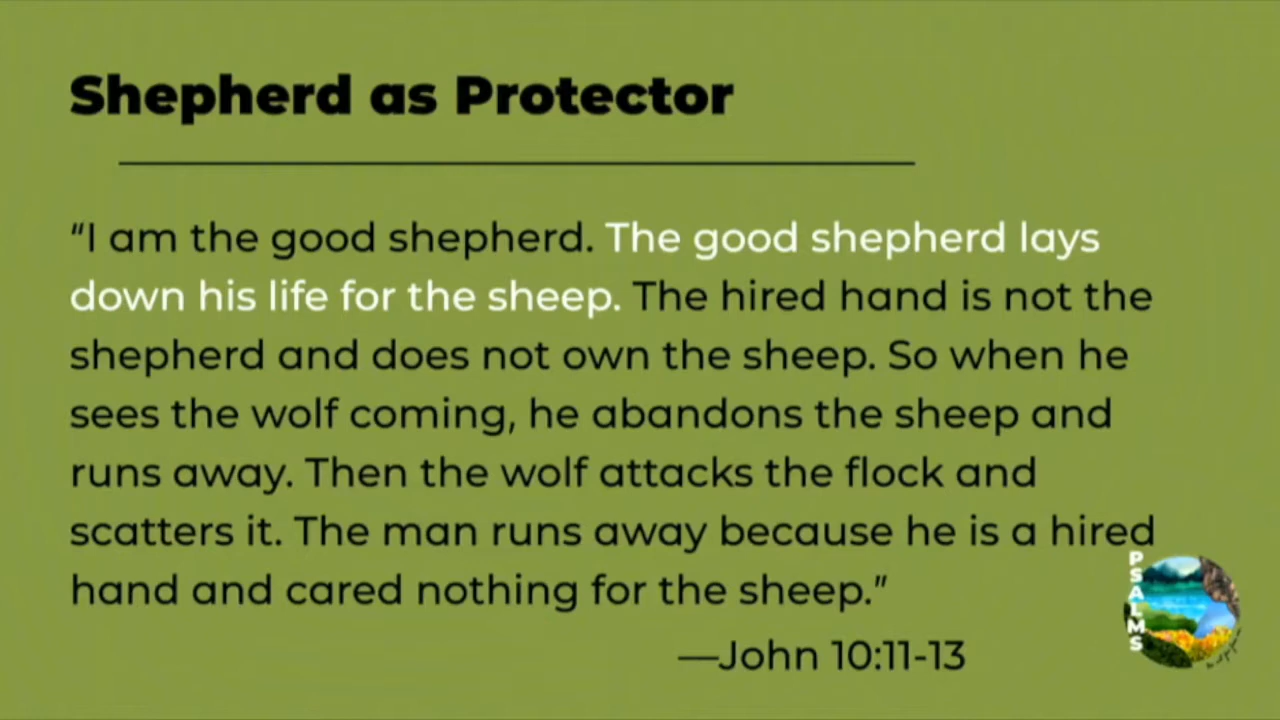 Shepherd as Protector
“I am the good shepherd. The good shepherd lays
down his life for the sheep. The hired hand is not the
shepherd and does not own the sheep. So when he
sees the wolf coming, he abandons the sheep and
runs away. Then the wolf attacks the flock and
scatters it. The man runs away because he is a hired
hand and cared nothing for the sheep.”
—John 10:11-13
PSALMS